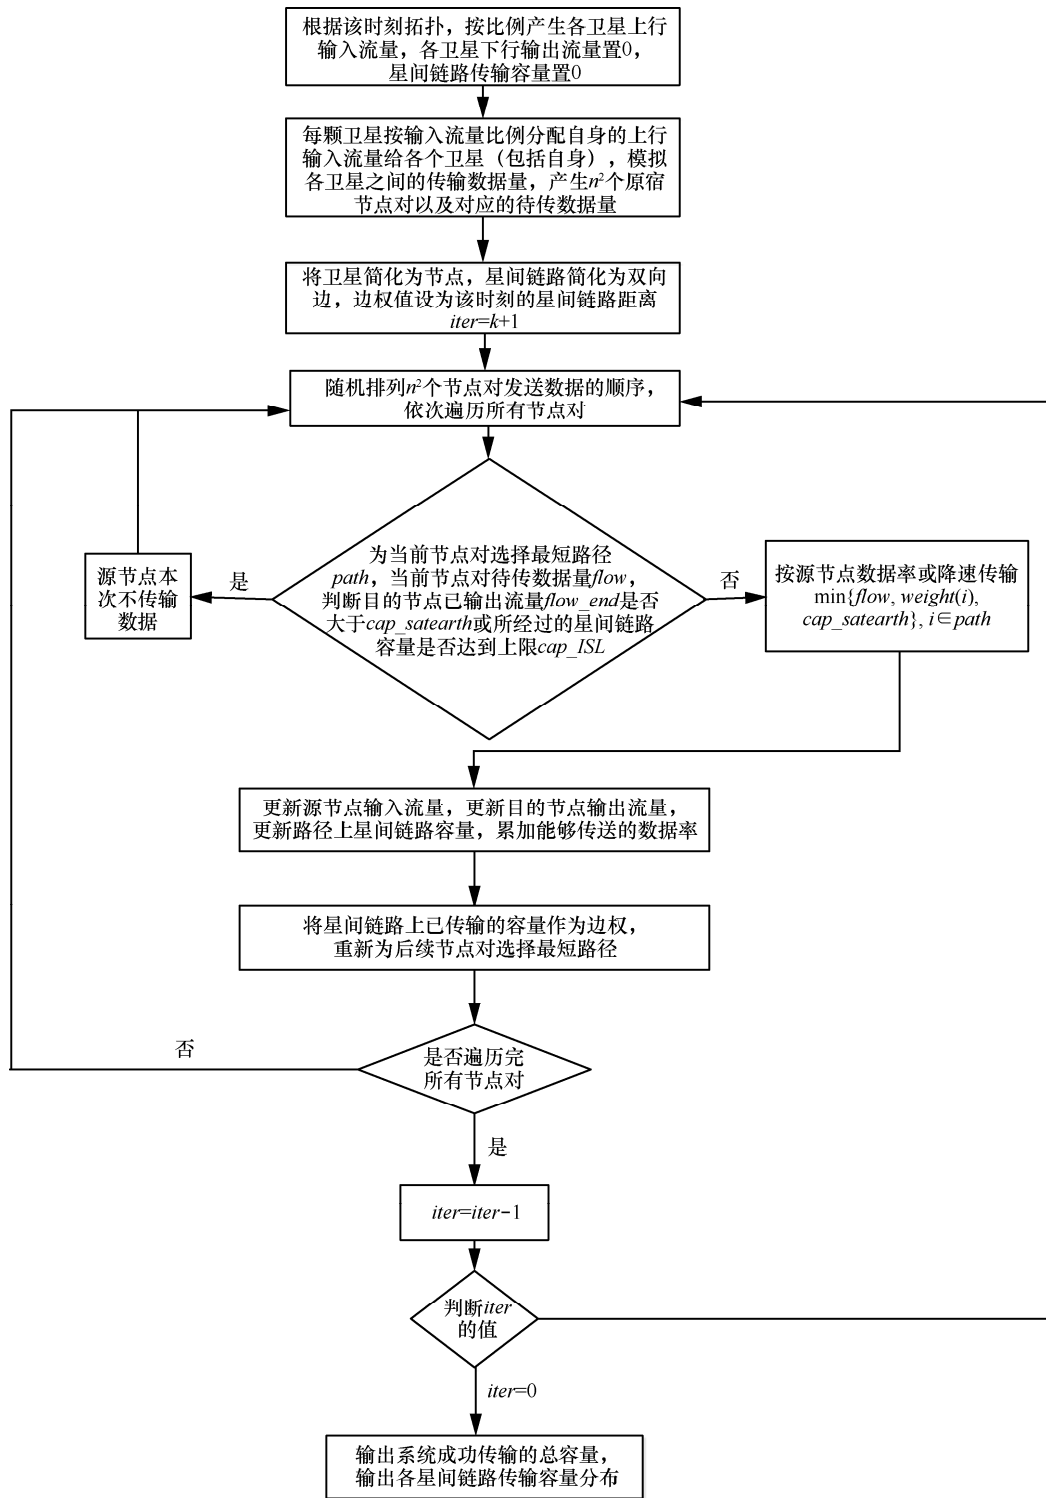 根据该时刻拓扑，按比例产生各卫星上行
输入流量，各卫星下行输出流量置0，
星间链路传输容量置0
每颗卫星按输入流量比例分配自身的上行
输入流量给各个卫星（包括自身），模拟
各卫星之间的传输数据量，产生n²个原宿
节点对以及对应的待传数据量
将卫星简化为节点，星间链路简化为双向
边，边权值设为该时刻的星间链路距离
iter=k+1
随机排列n²个节点对发送数据的顺序，
依次遍历所有节点对
为当前节点对选择最短路径
path，当前节点对待传数据量flow，
判断目的节点已输出流量flow_end是否
大于cap_satearth或所经过的星间链路
容量是否达到上限cap_ISL
是
源节点本
次不传输
数据
否
按源节点数据率或降速传输
min{flow, weight(i),
cap_satearth}, i∈path
更新源节点输入流量，更新目的节点输出流量，
更新路径上星间链路容量，累加能够传送的数据率
将星间链路上已传输的容量作为边权，
重新为后续节点对选择最短路径
是否遍历完
所有节点对
否
是
iter=iter−1
判断iter
的值
iter=0
输出系统成功传输的总容量，
输出各星间链路传输容量分布